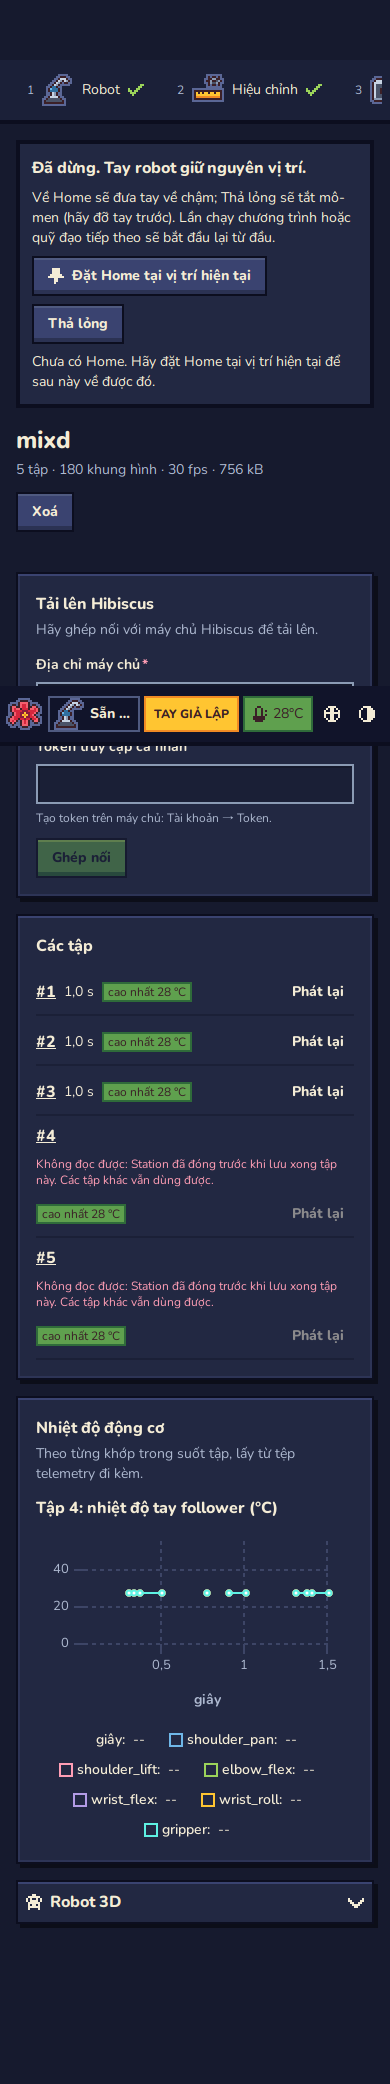 1 Robot 2 Hiệu chỉnh 3
Đã dừng. Tay robot giữ nguyên vị trí.
Về Home sẽ đưa tay về chậm; Thả lỏng sẽ tắt mô-
men (hãy đỡ tay trước). Lần chạy chương trình hoặc
quỹ đạo tiếp theo sẽ bắt đầu lại từ đầu.
Đặt Home tại vị trí hiện tại
Thả lỏng
Chưa có Home. Hãy đặt Home tại vị trí hiện tại để
sau này về được đó.
mixd
5 tập · 180 khung hình · 30 fps · 756 kB
Xoá
Tải lên Hibiscus
Hãy ghép nối với máy chủ Hibiscus để tải lên.
Địa chỉ máy chủ*
Sẵn ... TAY GIẢ LẬP 28°C
Token truy cập cá nhân
Tạo token trên máy chủ: Tài khoản → Token.
Ghép nối
Các tập
#1 1,0 s cao nhất 28 °C Phát lại
#2 1,0 s cao nhất 28 °C Phát lại
#3 1,0 s cao nhất 28 °C Phát lại
#4
Không đọc được: Station đã đóng trước khi lưu xong tập
này. Các tập khác vẫn dùng được.
cao nhất 28 °C Phát lại
#5
Không đọc được: Station đã đóng trước khi lưu xong tập
này. Các tập khác vẫn dùng được.
cao nhất 28 °C Phát lại
Nhiệt độ động cơ
Theo từng khớp trong suốt tập, lấy từ tệp
telemetry đi kèm.
Tập 4: nhiệt độ tay follower (°C)
40
20
0
0,5 1 1,5
giây
giây: -- shoulder_pan: --
shoulder_lift: -- elbow_flex: --
wrist_flex: -- wrist_roll: --
gripper: --
Robot 3D